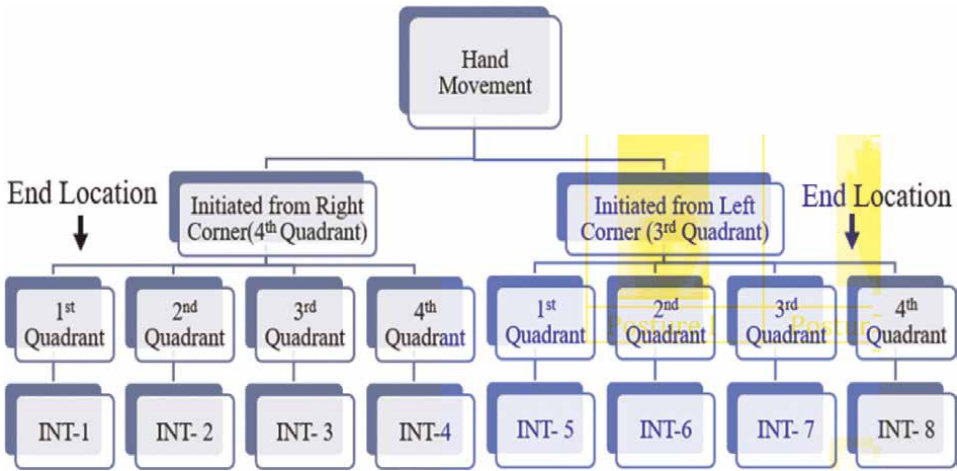 Hand
Movement
End Location
Initiated from Right
Corner(4th Quadrant)
Initiated from Left
Corner (3rd Quadrant)
End Location
1st
Quadrant
2nd
Quadrant
3rd
Quadrant
4th
Quadrant
1st
Quadrant
2nd
Quadrant
3rd
Quadrant
4th
Quadrant
Posture 1
INT-1
INT- 2
INT- 3
INT-4
INT- 5
INT-6
INT- 7
INT- 8